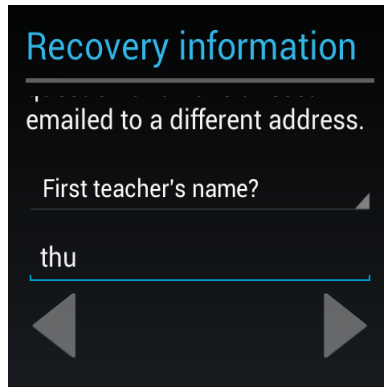 Recovery information
emailed to a different address.
First teacher's name?
thu